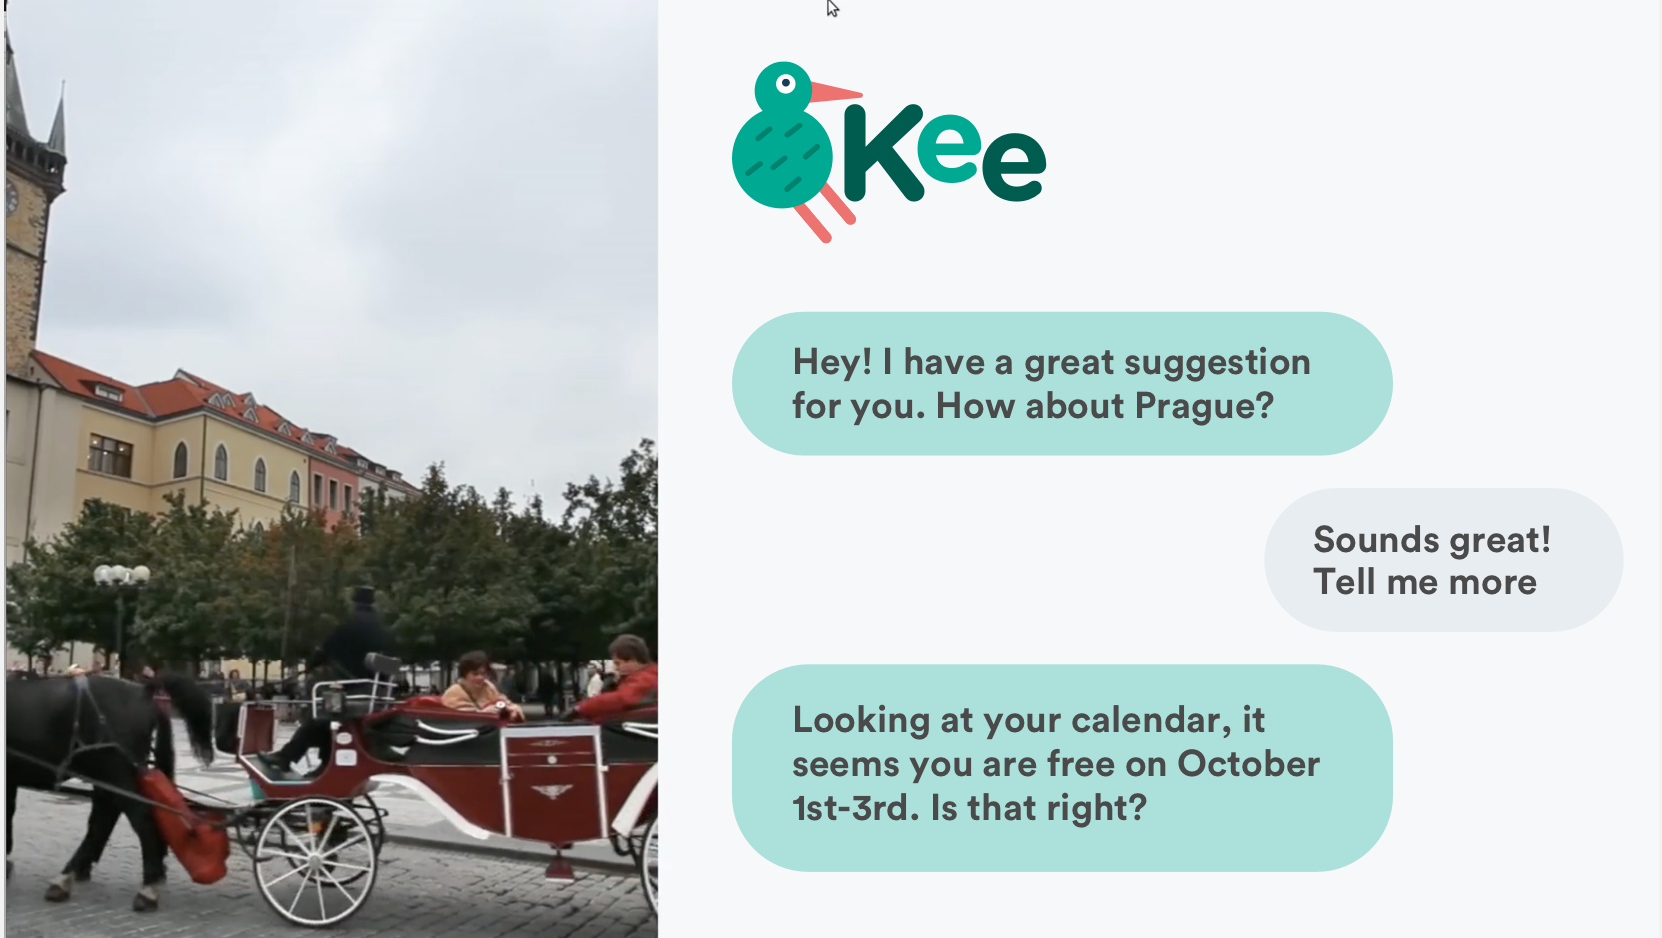 Kee
Hey! I have a great suggestion
for you. How about Prague?
Sounds great!
Tell me more
Looking at your calendar, it
seems you are free on October
1st-3rd. Is that right?